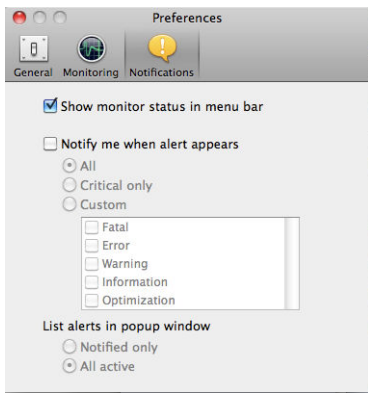 Preferences
General Monitoring Notifications
Show monitor status in menu bar
Notify me when alert appears
All
Critical only
Custom
Fatal
Error
Warning
Information
Optimization
List alerts in popup window
Notified only
All active